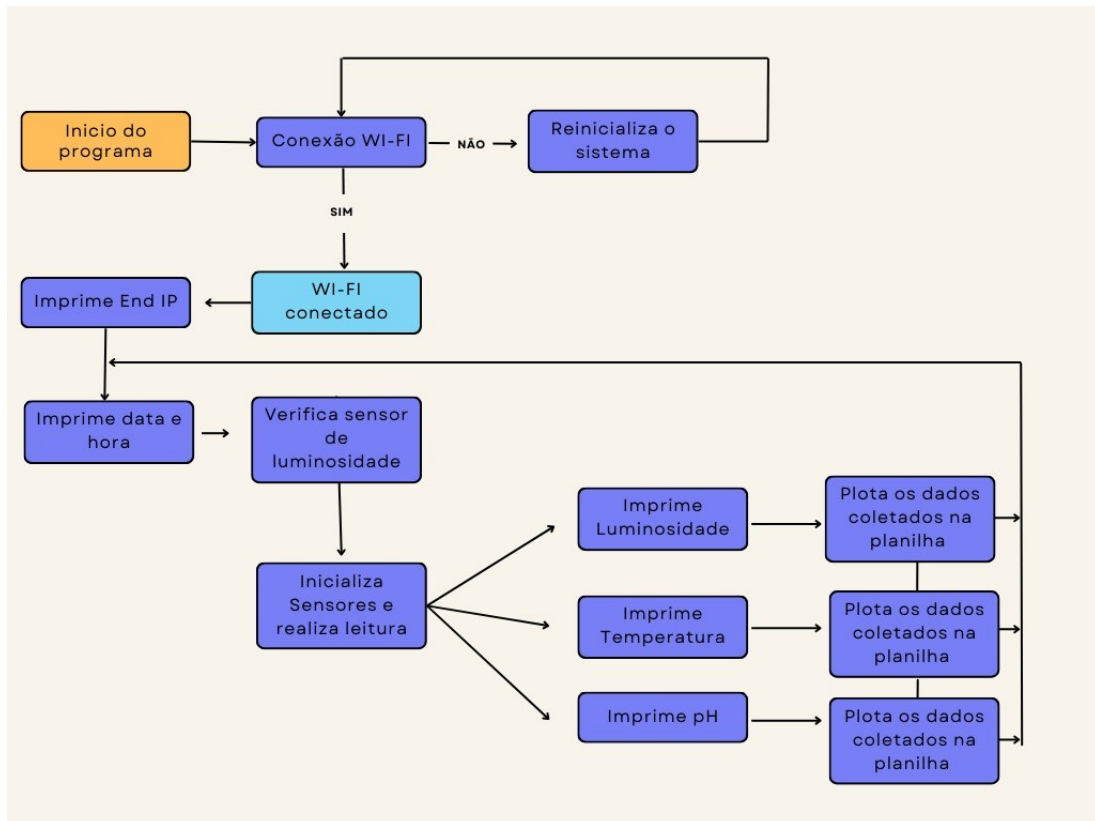 Inicio do
programa
Conexão WI-FI
NÃO
Reinicializa o
sistema
SIM
Imprime End IP
WI-FI
conectado
Imprime data e
hora
Verifica sensor
de
luminosidade
Inicializa
Sensores e
realiza leitura
Imprime
Luminosidade
Plota os dados
coletados na
planilha
Imprime
Temperatura
Plota os dados
coletados na
planilha
Imprime pH
Plota os dados
coletados na
planilha